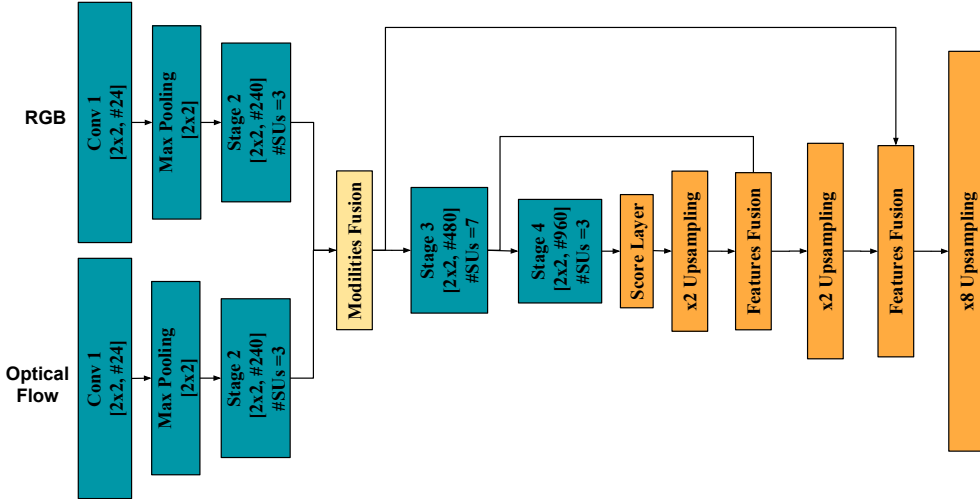 RGB
Conv 1
[2x2, #24]
Max Pooling
[2x2]
Stage 2
[2x2, #240]
#SUs =3
Optical
Flow
Conv 1
[2x2, #24]
Max Pooling
[2x2]
Stage 2
[2x2, #240]
#SUs =3
Modilities Fusion
Stage 3
[2x2, #480]
#SUs =7
Stage 4
[2x2, #960]
#SUs =3
Score Layer
x2 Upsampling
Features Fusion
x2 Upsampling
Features Fusion
x8 Upsampling